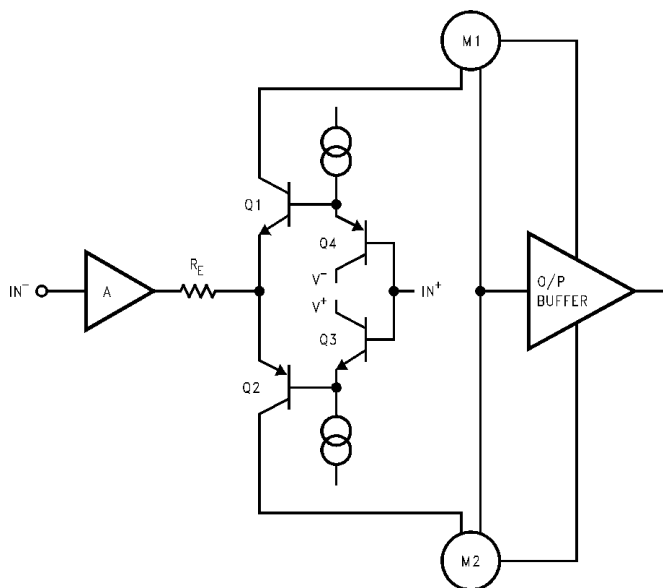 M1
Q1
Q4
R_E
IN⁻
A
V⁻
V⁺
IN⁺
O/P
BUFFER
Q3
Q2
M2